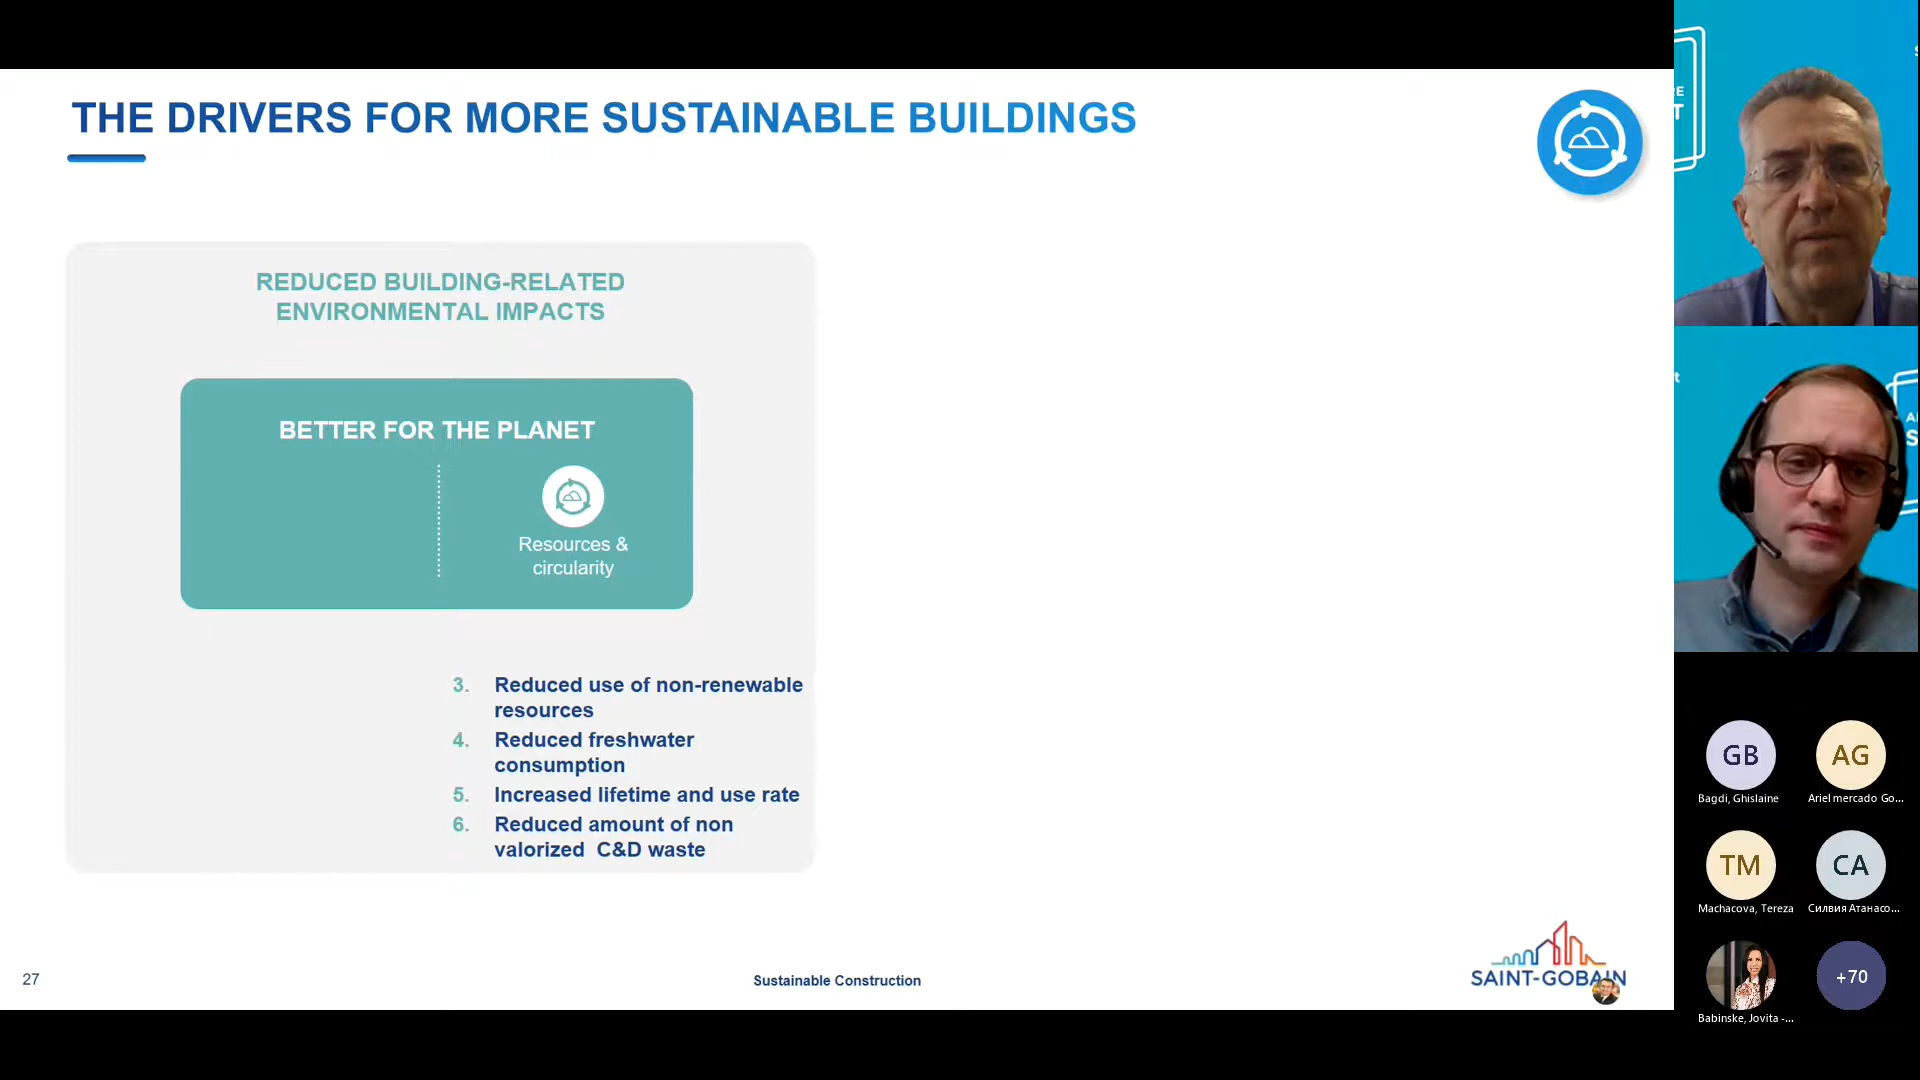 THE DRIVERS FOR MORE SUSTAINABLE BUILDINGS
REDUCED BUILDING-RELATED
ENVIRONMENTAL IMPACTS
BETTER FOR THE PLANET
Resources &
circularity
3. Reduced use of non-renewable
resources
4. Reduced freshwater
consumption
5. Increased lifetime and use rate
6. Reduced amount of non
valorized C&D waste
27
Sustainable Construction
SAINT-GOBAIN
GB
Bagdi, Ghislaine
AG
Ariel mercado Go...
TM
Machacova, Tereza
CA
Силвия Атанасо...
Babinske, Jovita -...
+70